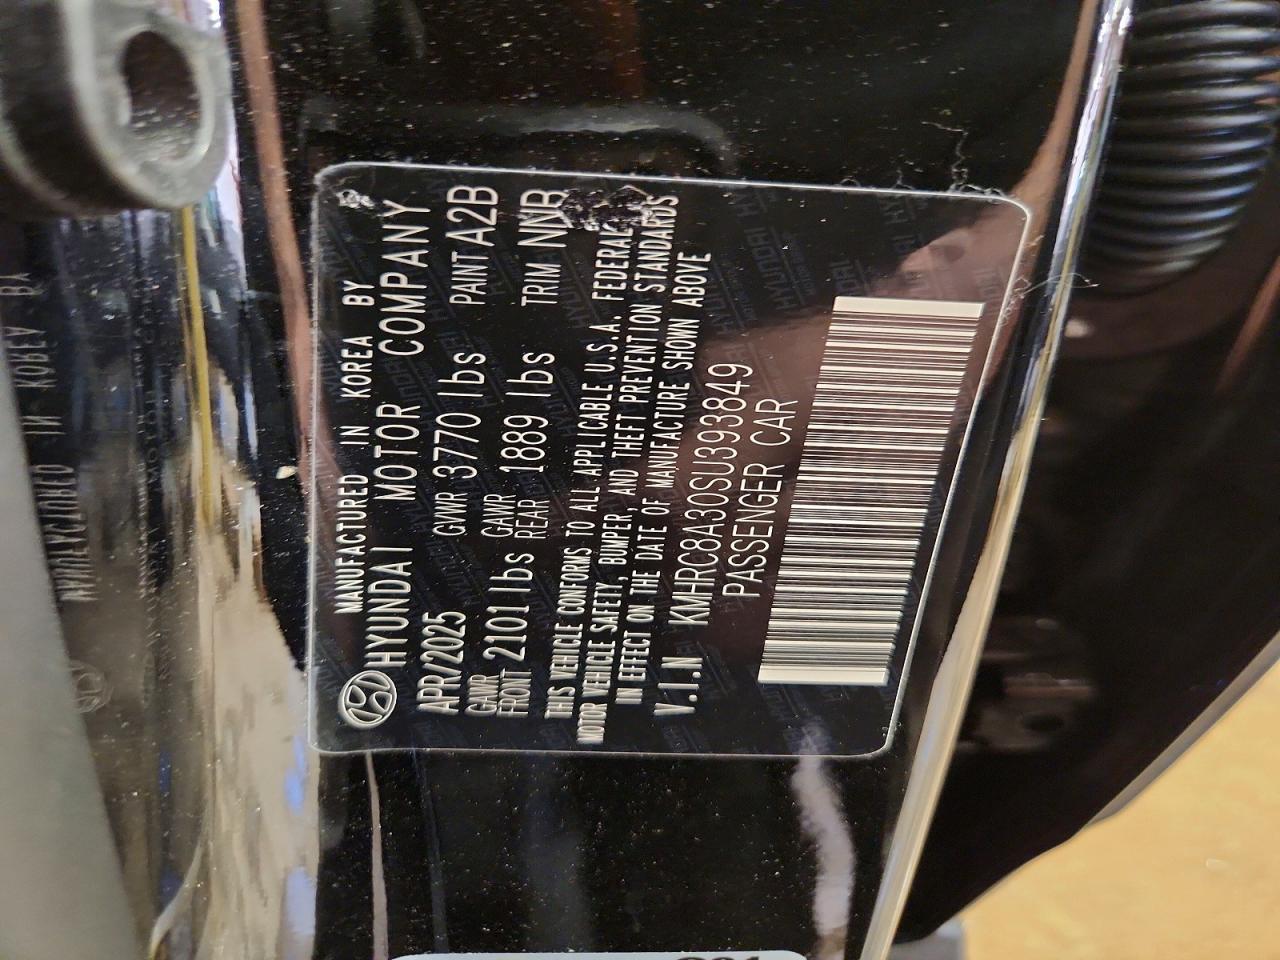 MANUFACTURED IN KOREA BY
HYUNDAI MOTOR COMPANY
APR/2025 GVWR 3770 lbs PAINT A2B
GAWR FRONT 2101 lbs GAWR REAR 1889 lbs TRIM NNB
THIS VEHICLE CONFORMS TO ALL APPLICABLE U.S.A. FEDERAL
MOTOR VEHICLE SAFETY, BUMPER, AND THEFT PREVENTION STANDARDS
IN EFFECT ON THE DATE OF MANUFACTURE SHOWN ABOVE
V.I.N KMHRC8A30SU393849
PASSENGER CAR